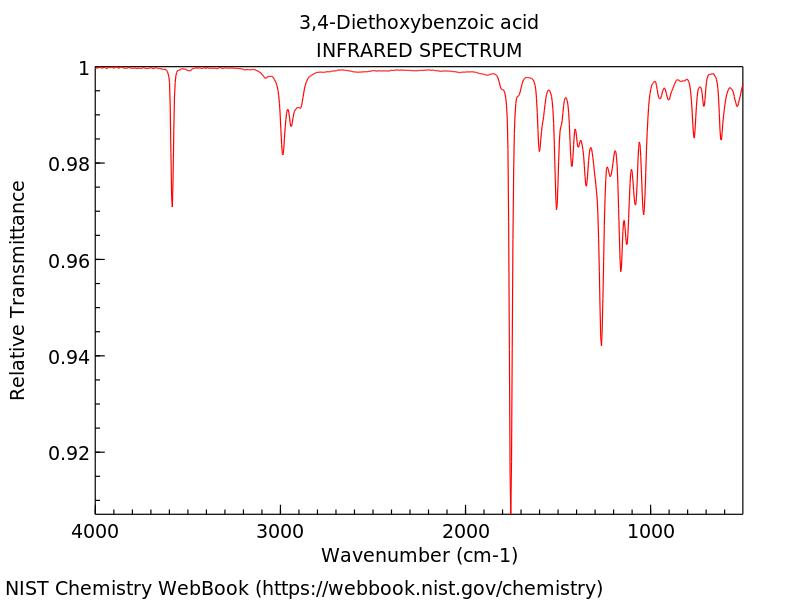 3,4-Diethoxybenzoic acid
INFRARED SPECTRUM
1
0.98
0.96
0.94
0.92
Relative Transmittance
4000 3000 2000 1000
Wavenumber (cm-1)
NIST Chemistry WebBook (https://webbook.nist.gov/chemistry)